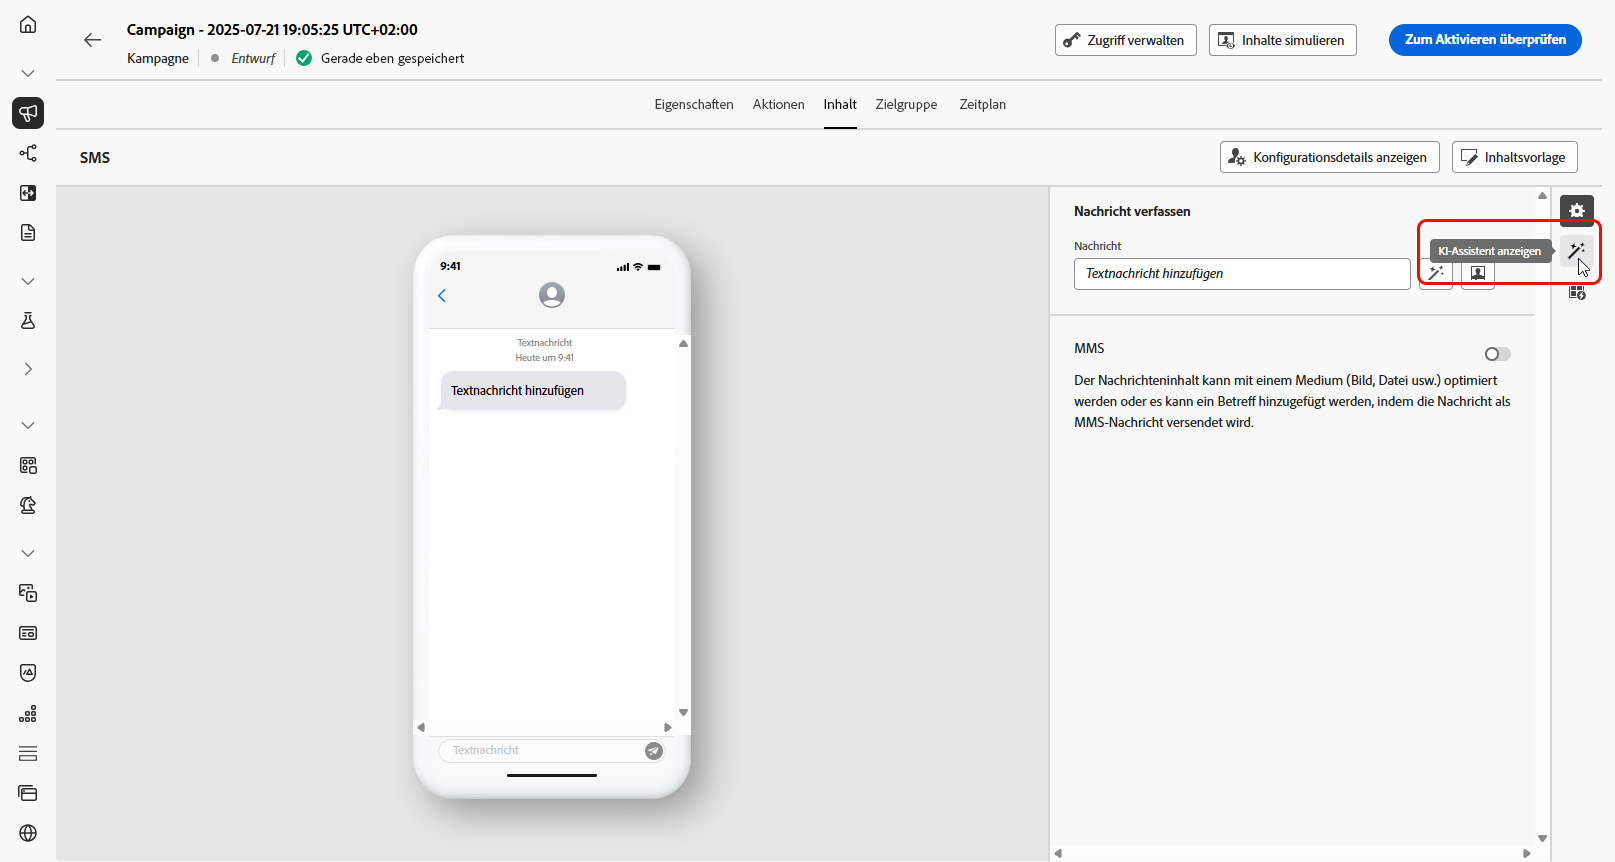 Campaign - 2025-07-21 19:05:25 UTC+02:00
Kampagne
Entwurf
Gerade eben gespeichert
Zugriff verwalten
Inhalte simulieren
Zum Aktivieren überprüfen
Eigenschaften
Aktionen
Inhalt
Zielgruppe
Zeitplan
SMS
Konfigurationsdetails anzeigen
Inhaltsvorlage
9:41
Textnachricht
Heute um 9:41
Textnachricht hinzufügen
Textnachricht
Nachricht verfassen
Nachricht
KI-Assistent anzeigen
Textnachricht hinzufügen
MMS
Der Nachrichteninhalt kann mit einem Medium (Bild, Datei usw.) optimiert
werden oder es kann ein Betreff hinzugefügt werden, indem die Nachricht als
MMS-Nachricht versendet wird.